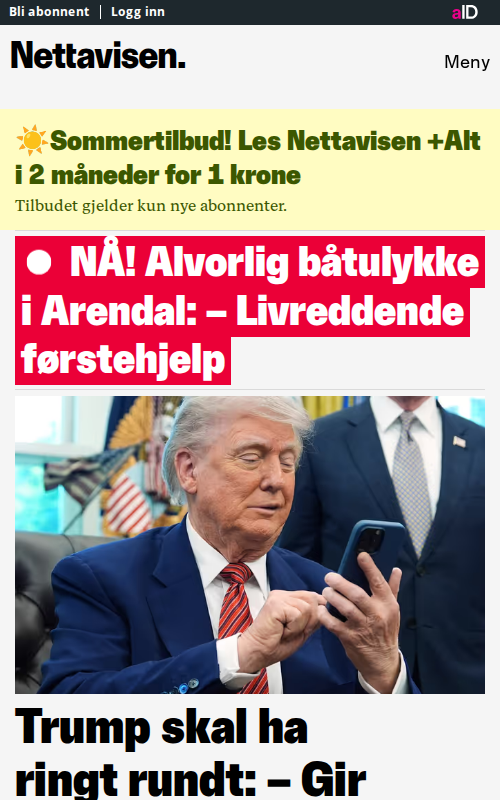 Bli abonnent | Logg inn aID
Nettavisen.
Meny
☀️Sommertilbud! Les Nettavisen +Alt
i 2 måneder for 1 krone
Tilbudet gjelder kun nye abonnenter.
NÅ! Alvorlig båtulykke
i Arendal: – Livreddende
førstehjelp
Trump skal ha
ringt rundt: – Gir